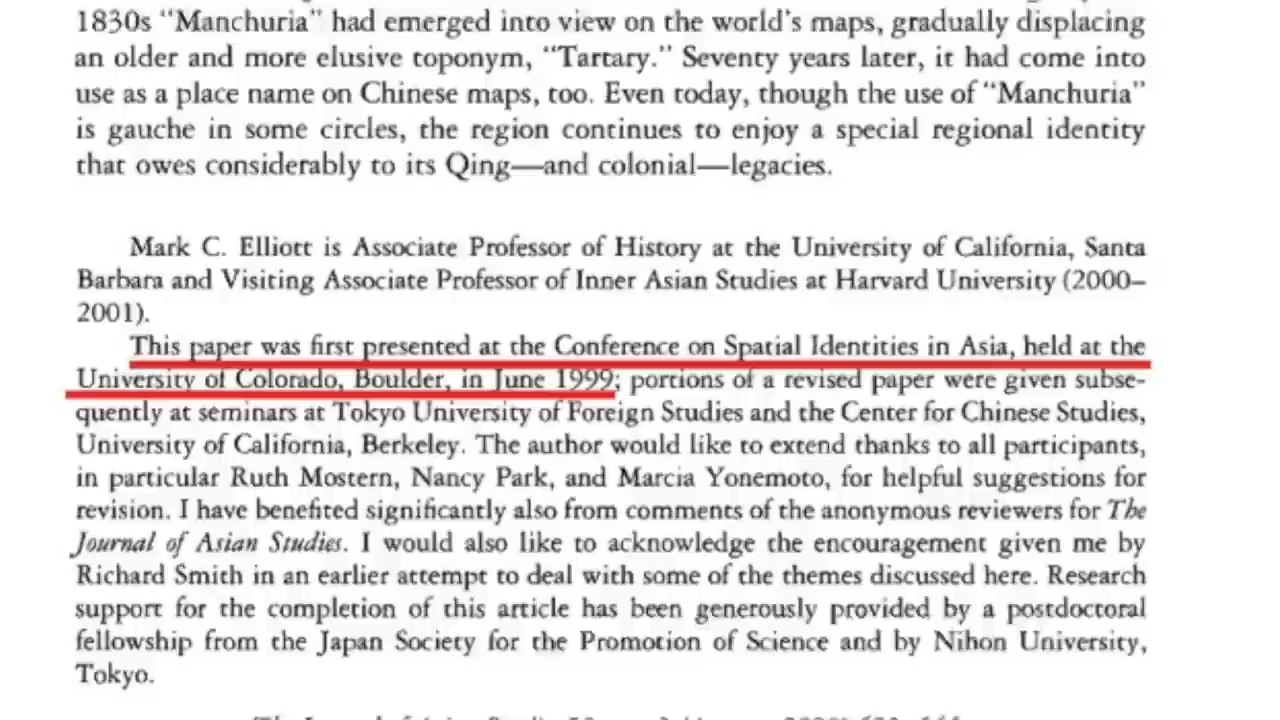 1830s “Manchuria” had emerged into view on the world’s maps, gradually displacing
an older and more elusive toponym, “Tartary.” Seventy years later, it had come into
use as a place name on Chinese maps, too. Even today, though the use of “Manchuria”
is gauche in some circles, the region continues to enjoy a special regional identity
that owes considerably to its Qing—and colonial—legacies.
Mark C. Elliott is Associate Professor of History at the University of California, Santa
Barbara and Visiting Associate Professor of Inner Asian Studies at Harvard University (2000–
2001).
This paper was first presented at the Conference on Spatial Identities in Asia, held at the
University of Colorado, Boulder, in June 1999; portions of a revised paper were given subse-
quently at seminars at Tokyo University of Foreign Studies and the Center for Chinese Studies,
University of California, Berkeley. The author would like to extend thanks to all participants,
in particular Ruth Mostern, Nancy Park, and Marcia Yonemoto, for helpful suggestions for
revision. I have benefited significantly also from comments of the anonymous reviewers for The
Journal of Asian Studies. I would also like to acknowledge the encouragement given me by
Richard Smith in an earlier attempt to deal with some of the themes discussed here. Research
support for the completion of this article has been generously provided by a postdoctoral
fellowship from the Japan Society for the Promotion of Science and by Nihon University,
Tokyo.